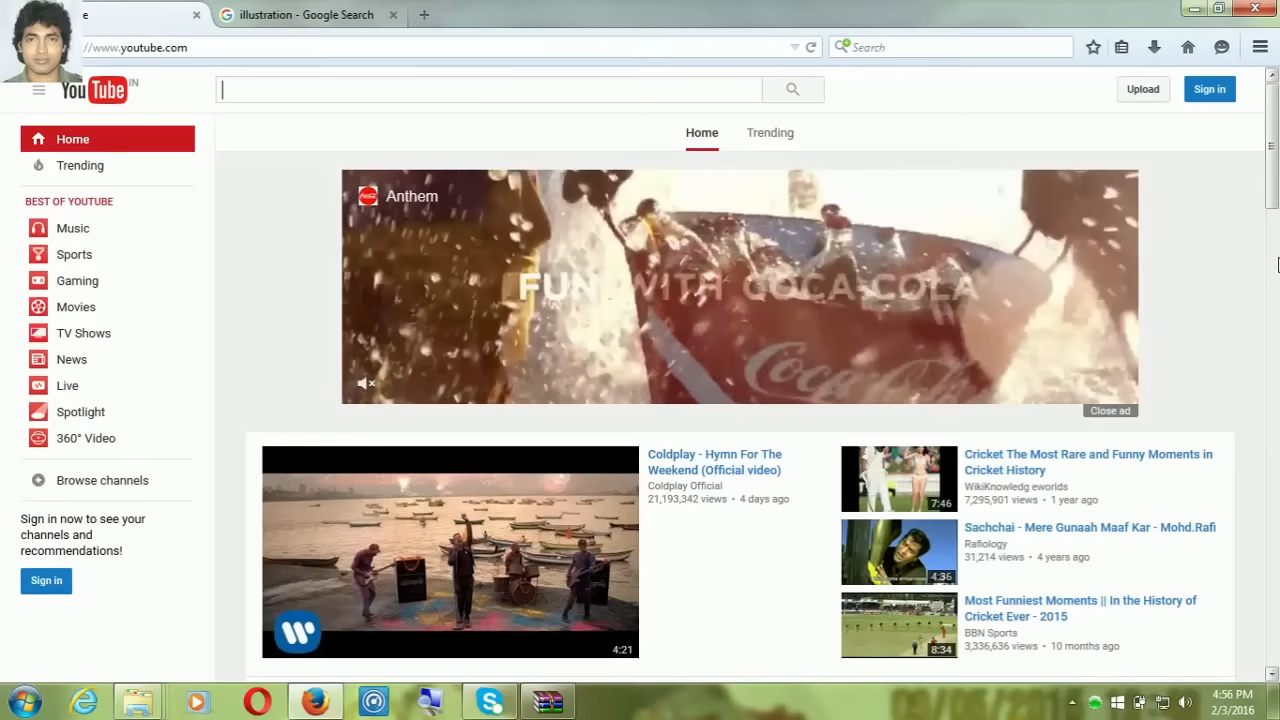 e
illustration - Google Search
//www.youtube.com
Search
YouTube IN
Upload
Sign in
Home
Trending
Home
Trending
BEST OF YOUTUBE
Music
Sports
Gaming
Movies
TV Shows
News
Live
Spotlight
360° Video
Browse channels
Sign in now to see your
channels and
recommendations!
Sign in
Anthem
FUN WITH COCA-COLA
Coca-Cola
Close ad
4:21
Coldplay - Hymn For The
Weekend (Official video)
Coldplay Official
21,193,342 views • 4 days ago
7:46
Cricket The Most Rare and Funny Moments in
Cricket History
WikiKnowledg eworlds
7,295,901 views • 1 year ago
4:36
Sachchai - Mere Gunaah Maaf Kar - Mohd.Rafi
Rafiology
31,214 views • 4 years ago
8:34
Most Funniest Moments || In the History of
Cricket Ever - 2015
BBN Sports
3,336,636 views • 10 months ago
4:56 PM
2/3/2016